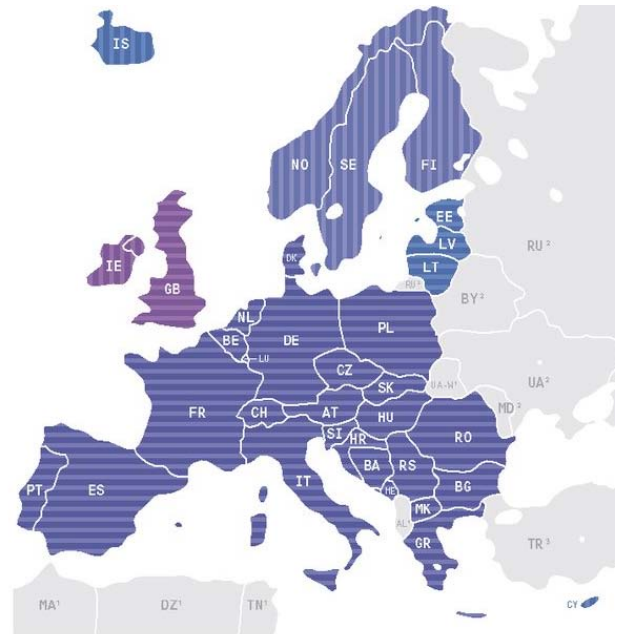 IS
NO
SE
FI
EE
LV
LT
RU²
RU²
BY²
IE
GB
DK
NL
BE
LU
DE
PL
CZ
SK
UA-W¹
UA²
MD²
FR
CH
AT
HU
SI
HR
RO
BA
RS
IT
ME
BG
MK
AL¹
GR
PT
ES
TR³
CY
MA¹
DZ¹
TN¹